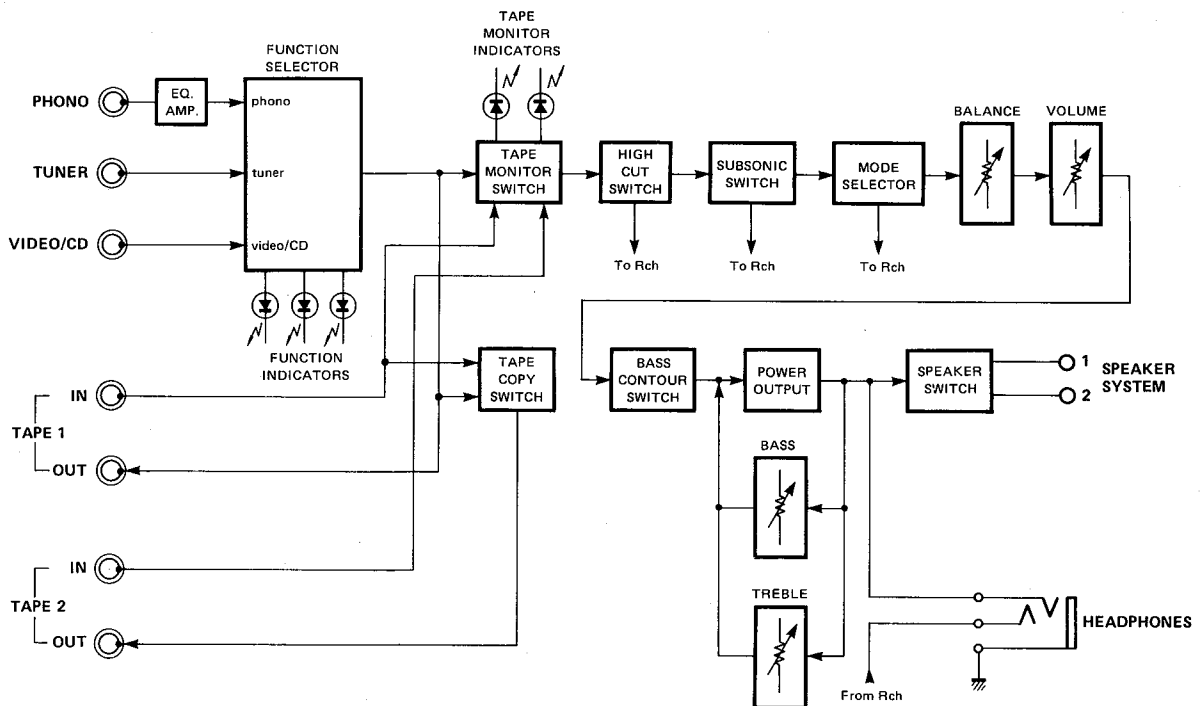 TAPE
MONITOR
INDICATORS
FUNCTION
SELECTOR
PHONO
EQ.
AMP.
phono
TUNER
tuner
VIDEO/CD
video/CD
FUNCTION
INDICATORS
TAPE
MONITOR
SWITCH
HIGH
CUT
SWITCH
SUBSONIC
SWITCH
MODE
SELECTOR
BALANCE
VOLUME
To Rch
To Rch
To Rch
TAPE 1
IN
OUT
TAPE
COPY
SWITCH
BASS
CONTOUR
SWITCH
POWER
OUTPUT
SPEAKER
SWITCH
1
2
SPEAKER
SYSTEM
BASS
TREBLE
TAPE 2
IN
OUT
HEADPHONES
From Rch